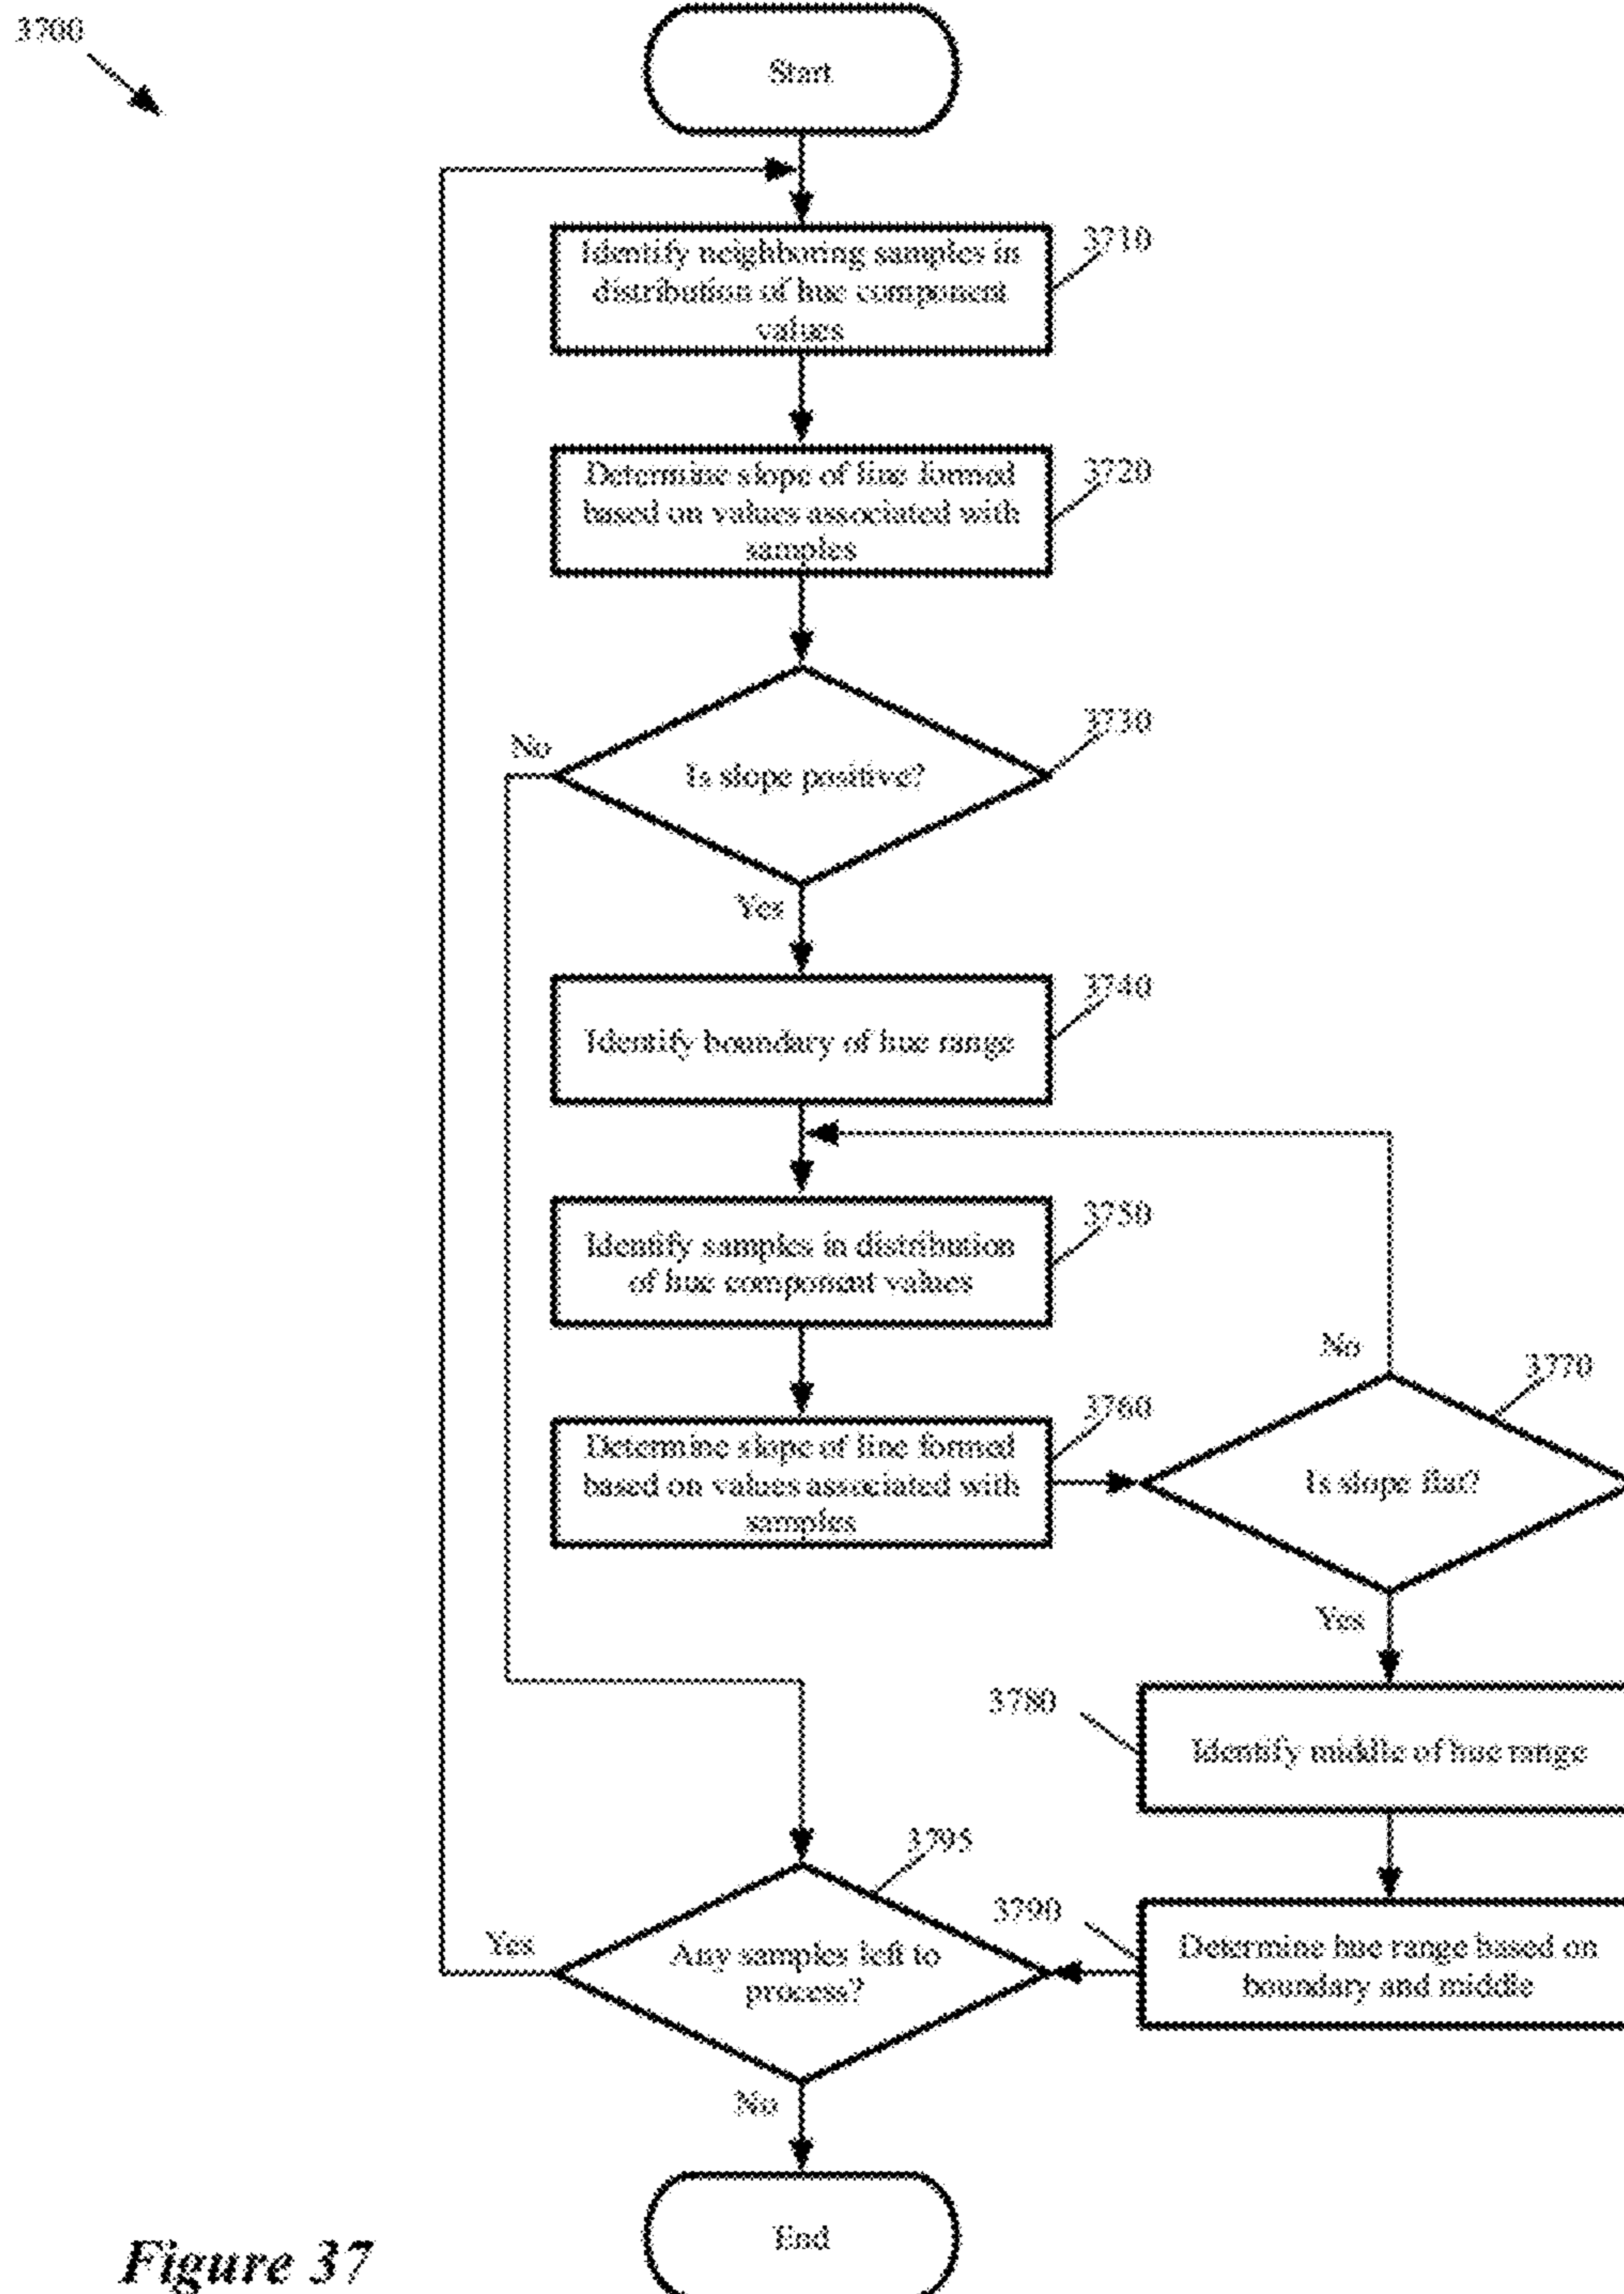 3700
Start
3710
Identify neighboring samples in
distribution of hue component
values
3720
Determine slope of line formed
based on values associated with
samples
3730
No
Is slope positive?
Yes
3740
Identify boundary of hue range
3750
Identify samples in distribution
of hue component values
No
3770
3760
Determine slope of line formed
based on values associated with
samples
Is slope flat?
Yes
3780
Identify middle of hue range
3795
3790
Yes
Any samples left to
process?
Determine hue range based on
boundary and middle
No
End
Figure 37